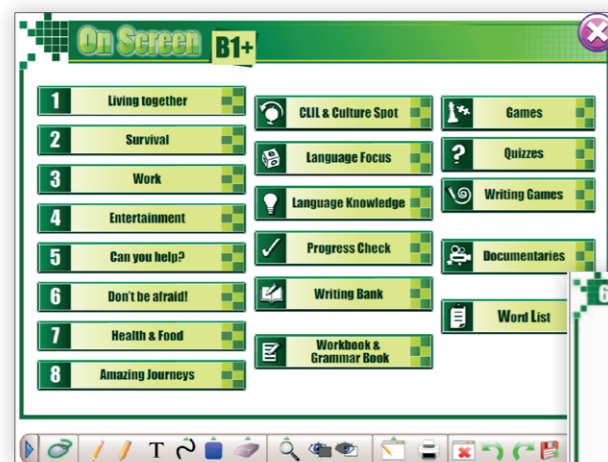 On Screen B1+
1 Living together
2 Survival
3 Work
4 Entertainment
5 Can you help?
6 Don't be afraid!
7 Health & Food
8 Amazing Journeys
CLIL & Culture Spot
Language Focus
Language Knowledge
Progress Check
Writing Bank
Workbook &
Grammar Book
Games
? Quizzes
Writing Games
Documentaries
Word List
6
T